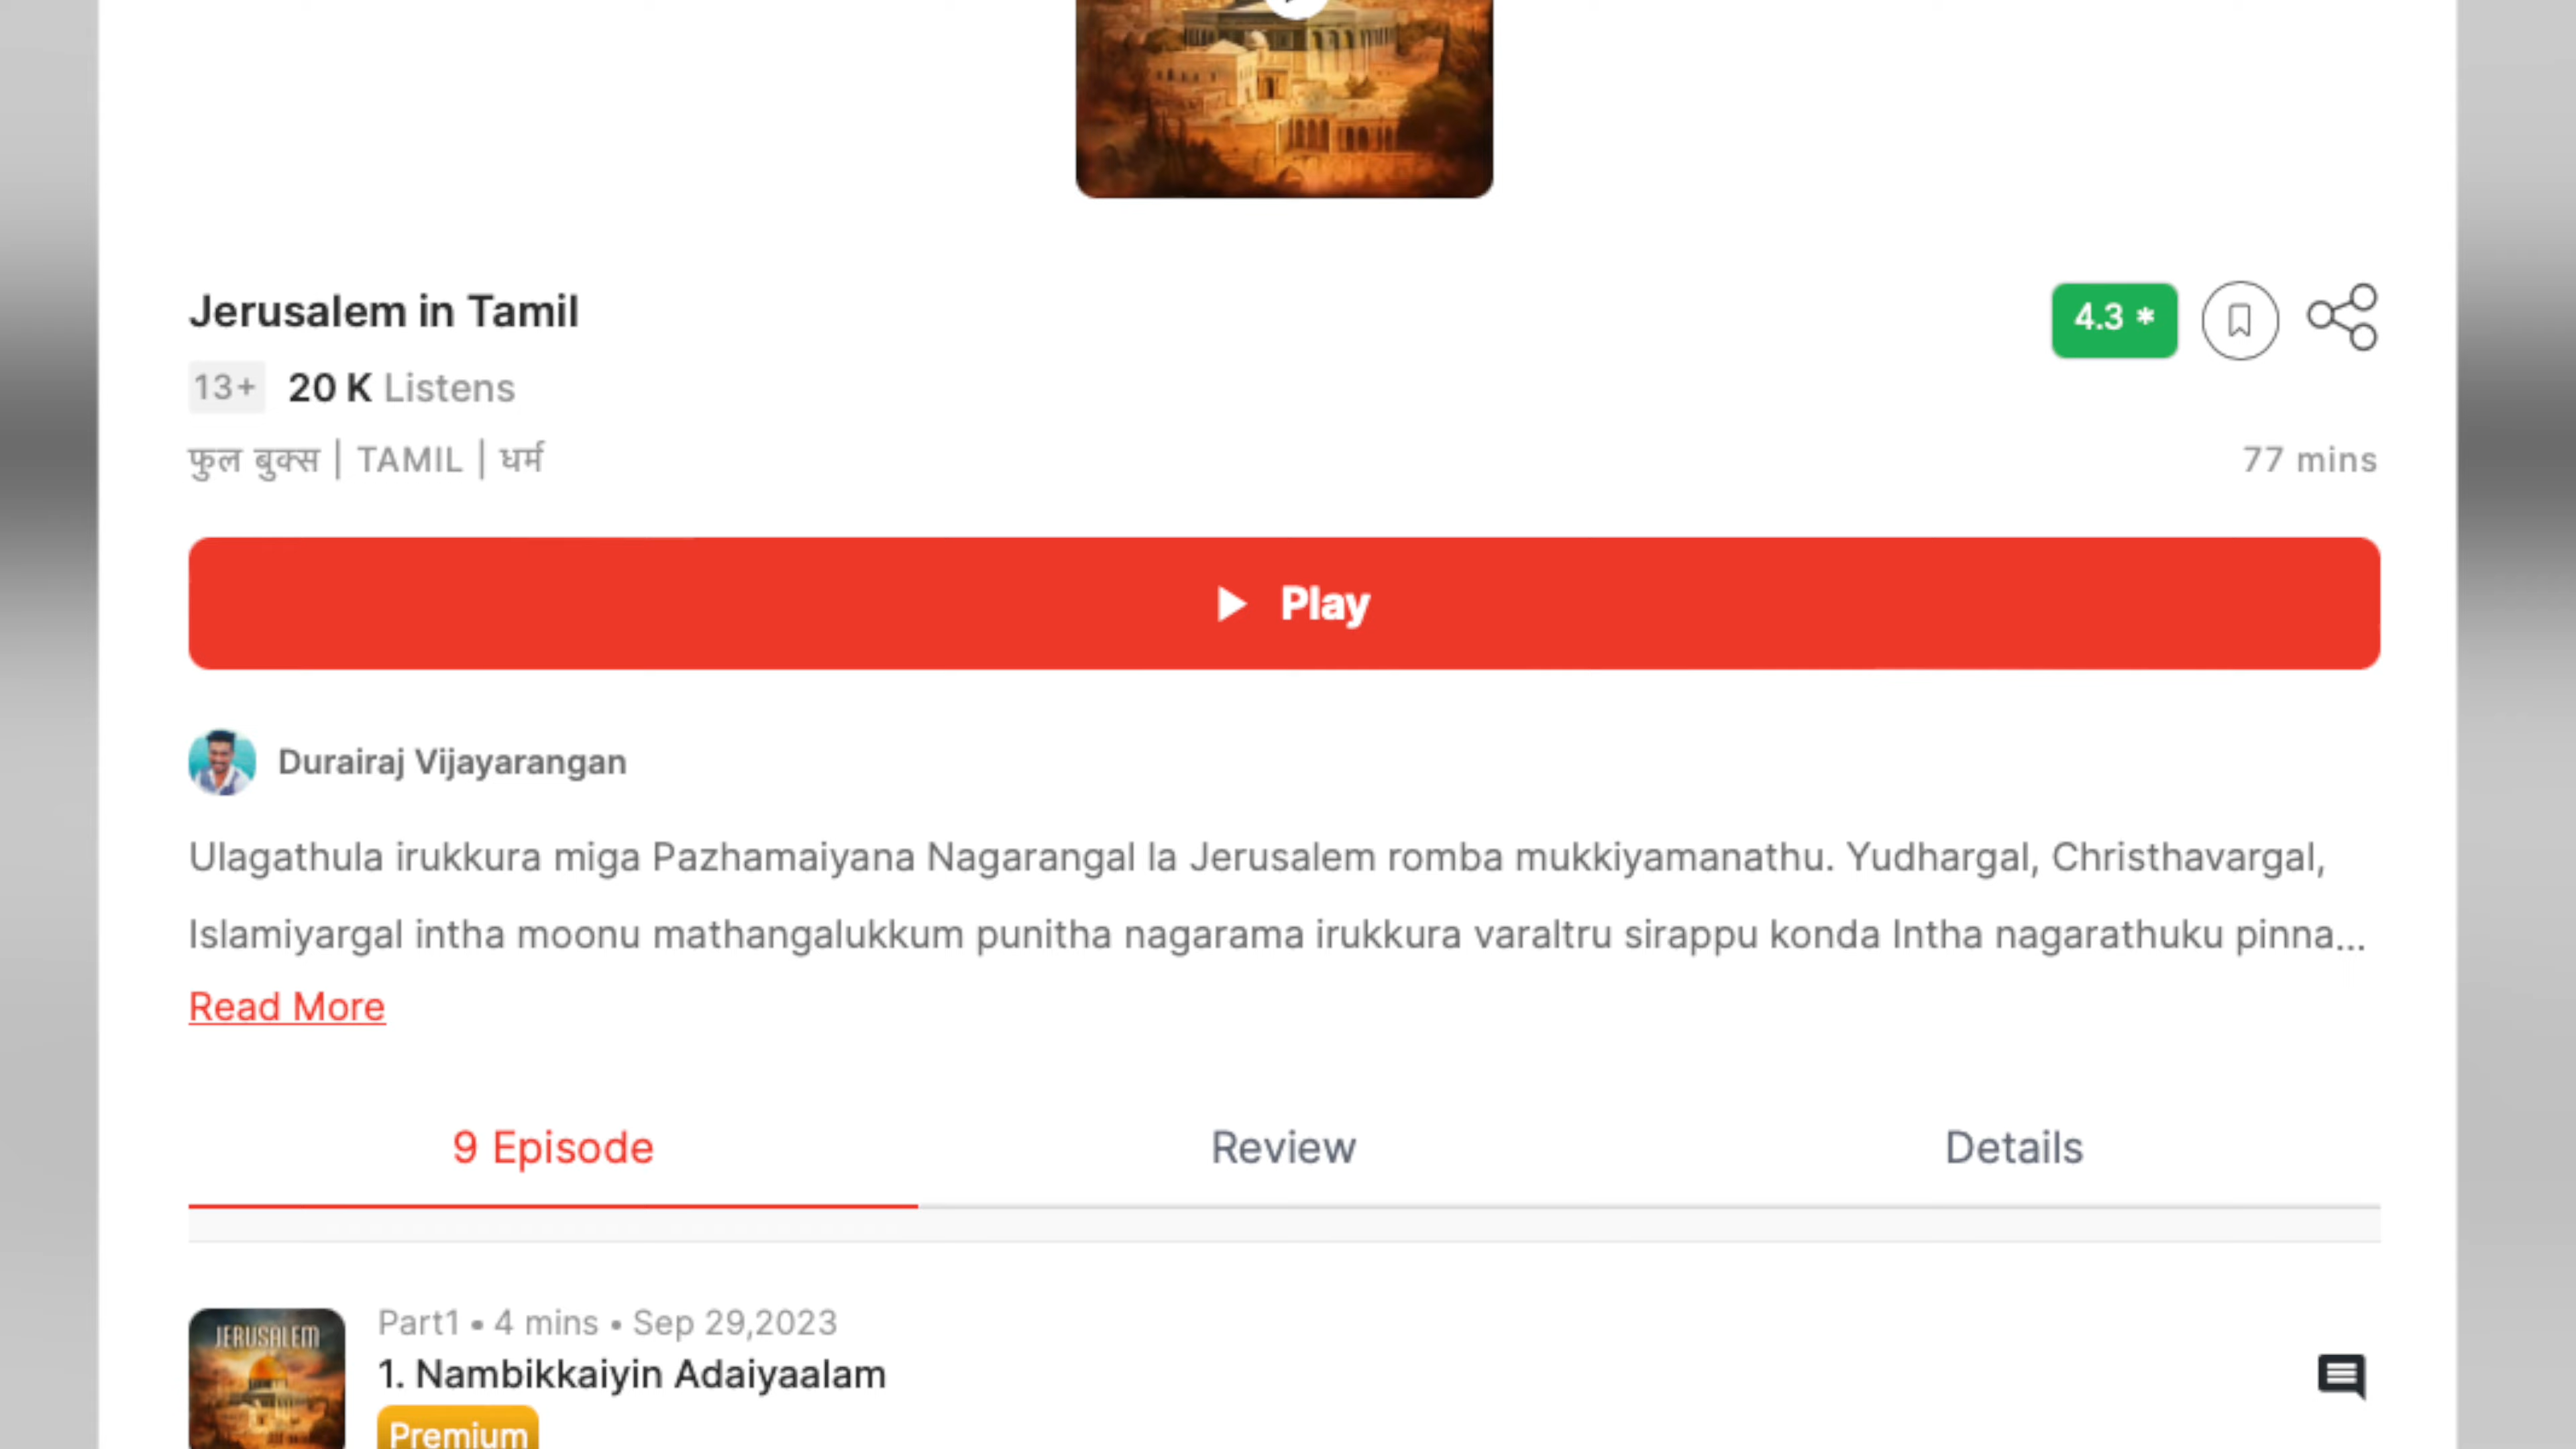 Jerusalem in Tamil
4.3 *
13+ 20 K Listens
फुल बुक्स | TAMIL | धर्म
77 mins
Play
Durairaj Vijayarangan
Ulagathula irukkura miga Pazhamaiyana Nagarangal la Jerusalem romba mukkiyamanathu. Yudhargal, Christhavargal,
Islamiyargal intha moonu mathangalukkum punitha nagarama irukkura varaltru sirappu konda Intha nagarathuku pinna...
Read More
9 Episode
Review
Details
JERUSALEM
Part1 • 4 mins • Sep 29,2023
1. Nambikkaiyin Adaiyaalam
Premium